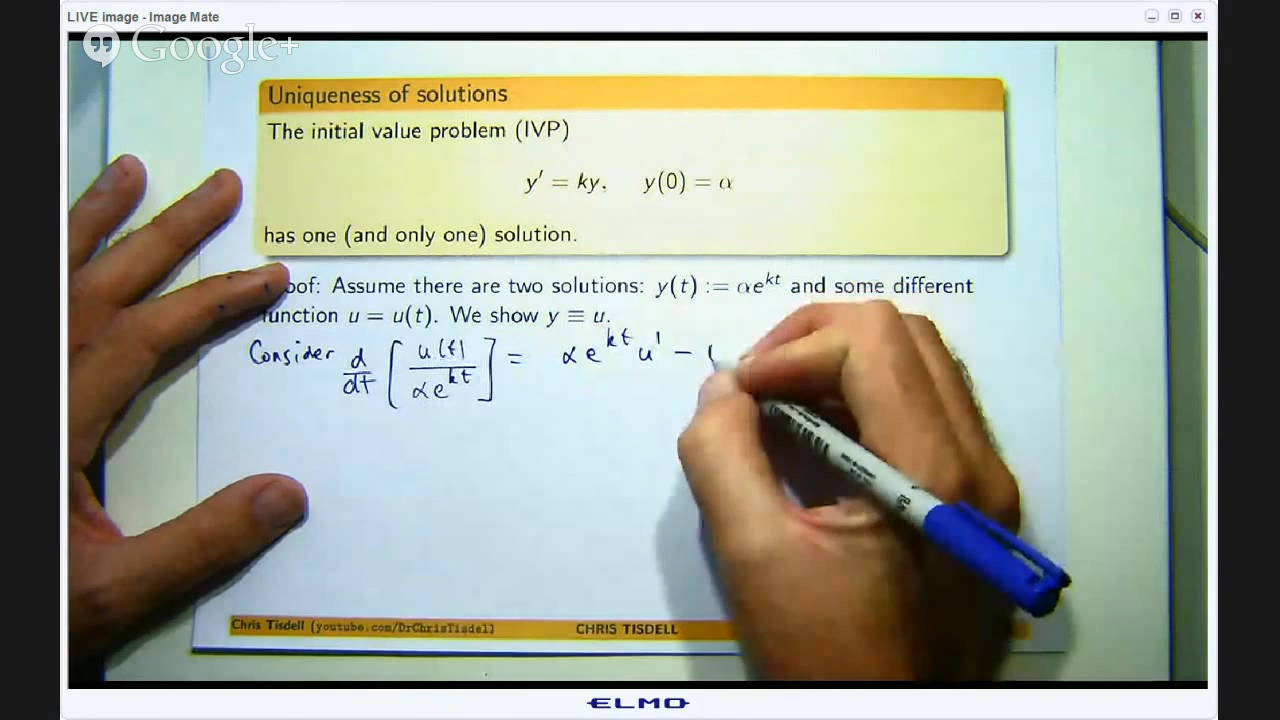 LIVE image - Image Mate
Google+
Uniqueness of solutions
The initial value problem (IVP)
y′ = ky, y(0) = α
has one (and only one) solution.
oof: Assume there are two solutions: y(t) := αe^{kt} and some different
function u = u(t). We show y ≡ u.
Consider d/dt [ u(t) / αe^{kt} ] = αe^{kt} u' −
Chris Tisdell (youtube.com/DrChrisTisdell) CHRIS TISDELL
ELMO